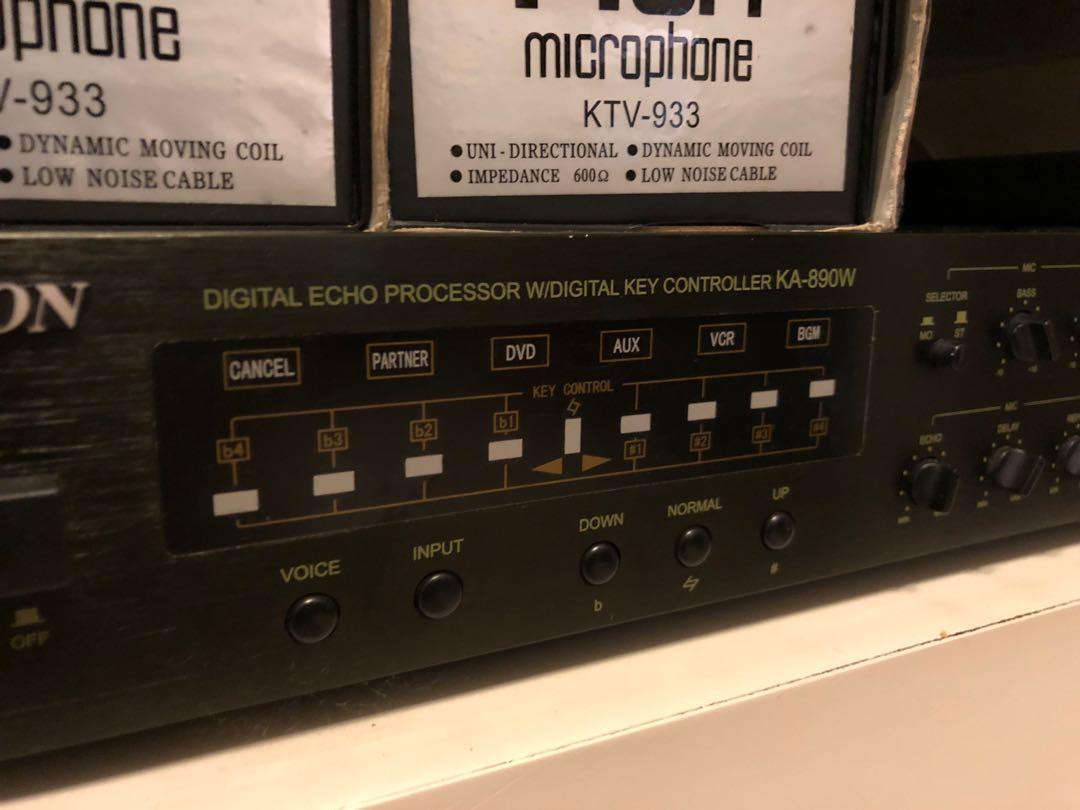 microphone
KTV-933
UNI-DIRECTIONAL DYNAMIC MOVING COIL
IMPEDANCE 600Ω LOW NOISE CABLE
-933
DYNAMIC MOVING COIL
LOW NOISE CABLE
ON
DIGITAL ECHO PROCESSOR W/DIGITAL KEY CONTROLLER KA-890W
CANCEL PARTNER DVD AUX VCR BGM
KEY CONTROL
b4 b3 b2 b1 #1 #2 #3 #4
VOICE INPUT DOWN NORMAL UP
b #
OFF
MIC
SELECTOR BASS
MO ST
MIC
ECHO DELAY